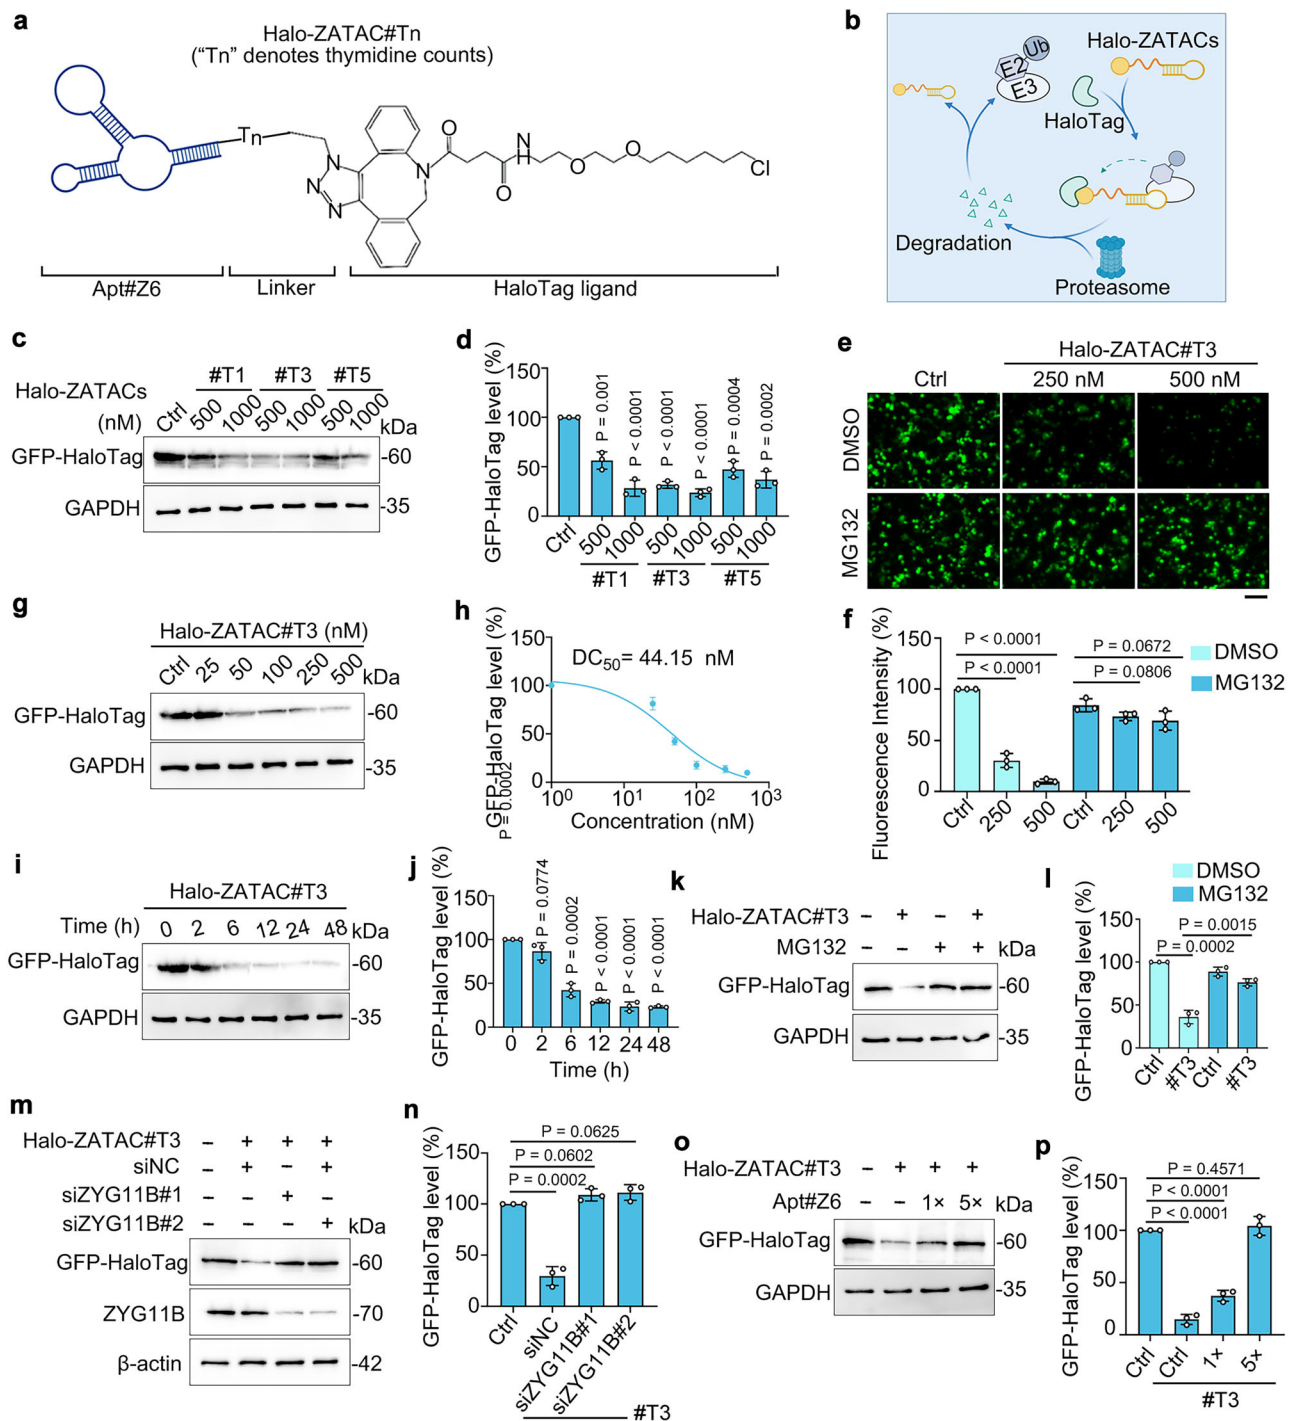 a
Halo-ZATAC#Tn
("Tn" denotes thymidine counts)
Tn
N
N
N
N
O
O
H
N
O
O
Cl
Apt#Z6
Linker
HaloTag ligand
b
Halo-ZATACs
Ub
E2
E3
HaloTag
Degradation
Proteasome
c
#T1 #T3 #T5
Halo-ZATACs
(nM)
Ctrl 500 1000 500 1000 500 1000
kDa
GFP-HaloTag
-60
GAPDH
-35
d
GFP-HaloTag level (%)
150
100
50
0
P = 0.001
P < 0.0001
P < 0.0001
P < 0.0001
P = 0.0004
P = 0.0002
Ctrl 500 1000 500 1000 500 1000
#T1 #T3 #T5
e
Halo-ZATAC#T3
Ctrl 250 nM 500 nM
DMSO
MG132
f
Fluorescence Intensity (%)
150
100
50
0
P < 0.0001
P < 0.0001
P = 0.0672
P = 0.0806
DMSO
MG132
Ctrl 250 500 Ctrl 250 500
g
Halo-ZATAC#T3 (nM)
Ctrl 25 50 100 250 500
kDa
GFP-HaloTag
-60
GAPDH
-35
h
GFP-HaloTag level (%)
P = 0.0002
150
100
50
0
DC50= 44.15 nM
10^0 10^1 10^2 10^3
Concentration (nM)
i
Halo-ZATAC#T3
Time (h) 0 2 6 12 24 48 kDa
GFP-HaloTag
-60
GAPDH
-35
j
GFP-HaloTag level (%)
150
100
50
0
P = 0.0774
P = 0.0002
P < 0.0001
P < 0.0001
P < 0.0001
0 2 6 12 24 48
Time (h)
k
Halo-ZATAC#T3 – + – +
MG132 – – + + kDa
GFP-HaloTag
-60
GAPDH
-35
l
DMSO
MG132
GFP-HaloTag level (%)
150
100
50
0
P = 0.0015
P = 0.0002
Ctrl #T3 Ctrl #T3
m
Halo-ZATAC#T3 – + + +
siNC – + – +
siZYG11B#1 – – + –
siZYG11B#2 – – – + kDa
GFP-HaloTag
-60
ZYG11B
-70
β-actin
-42
n
GFP-HaloTag level (%)
150
100
50
0
P = 0.0625
P = 0.0602
P = 0.0002
Ctrl siNC siZYG11B#1 siZYG11B#2
#T3
o
Halo-ZATAC#T3 – + + +
Apt#Z6 – – 1× 5× kDa
GFP-HaloTag
-60
GAPDH
-35
p
GFP-HaloTag level (%)
150
100
50
0
P = 0.4571
P < 0.0001
P < 0.0001
Ctrl Ctrl 1× 5×
#T3